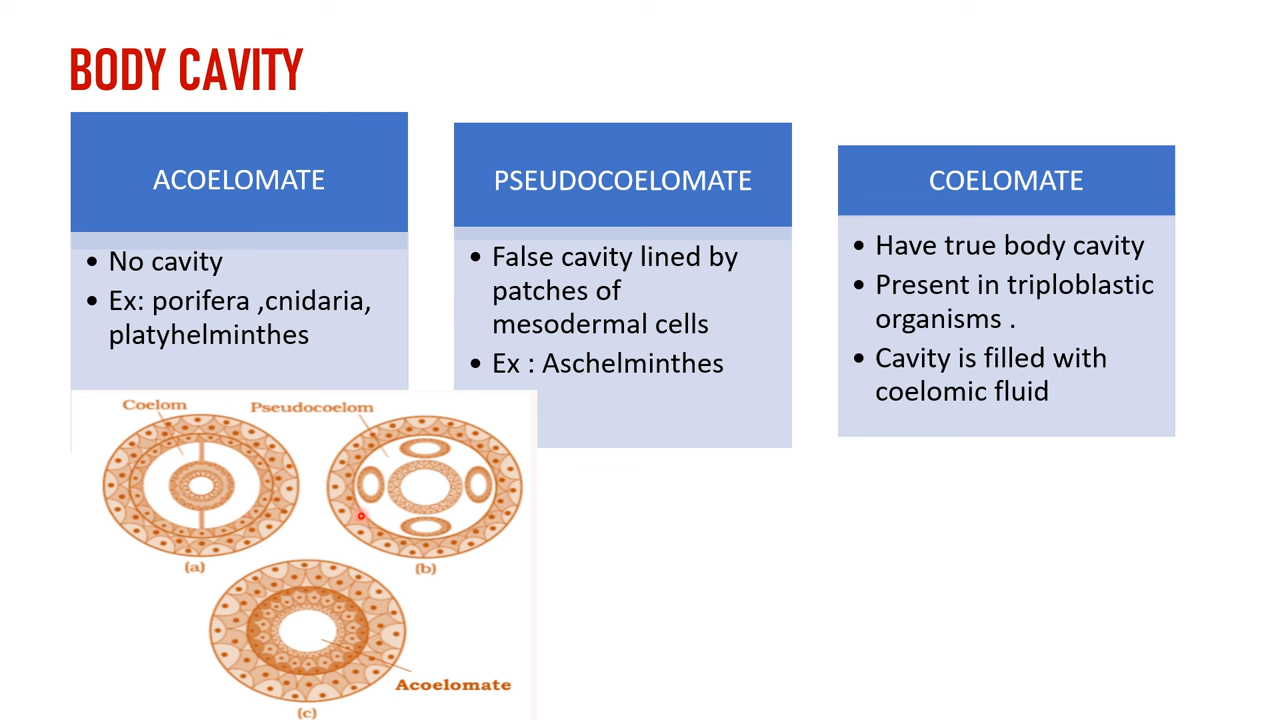 BODY CAVITY
ACOELOMATE
• No cavity
• Ex: porifera ,cnidaria,
platyhelminthes
PSEUDOCOELOMATE
• False cavity lined by
patches of
mesodermal cells
• Ex : Aschelminthes
COELOMATE
• Have true body cavity
• Present in triploblastic
organisms .
• Cavity is filled with
coelomic fluid
Coelom
Pseudocoelom
(a)
(b)
Acoelomate
(c)